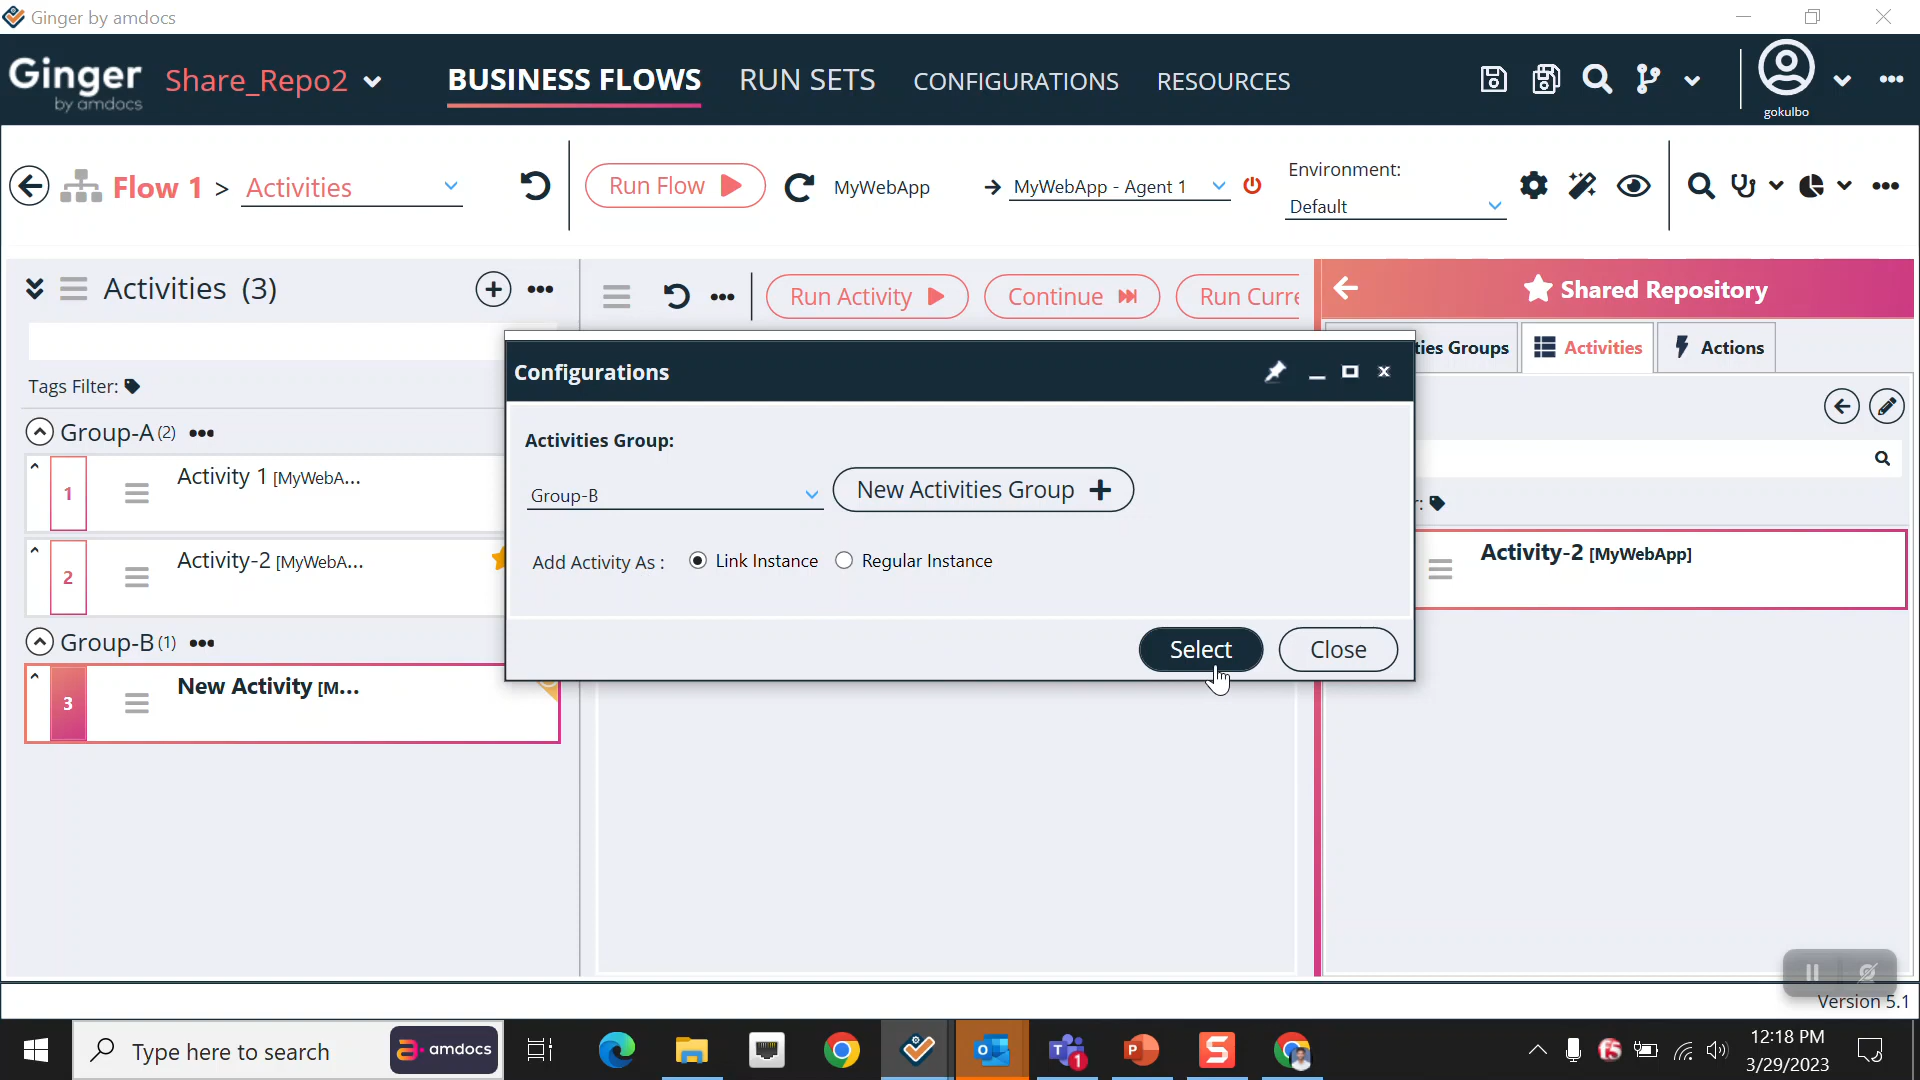 Ginger by amdocs
Ginger
by amdocs
Share_Repo2
BUSINESS FLOWS
RUN SETS
CONFIGURATIONS
RESOURCES
gokulbo
Flow 1 >
Activities
Run Flow
MyWebApp
MyWebApp - Agent 1
Environment:
Default
Activities (3)
Tags Filter:
Group-A (2)
1
Activity 1 [MyWebA...
2
Activity-2 [MyWebA...
Group-B (1)
3
New Activity [M...
Run Activity
Continue
Run Curre
Configurations
Activities Group:
Group-B
New Activities Group +
Add Activity As :
Link Instance
Regular Instance
Select
Close
Shared Repository
ties Groups
Activities
Actions
r:
Activity-2 [MyWebApp]
Version 5.1
Type here to search
a amdocs
1
P
S
f5
12:18 PM
3/29/2023